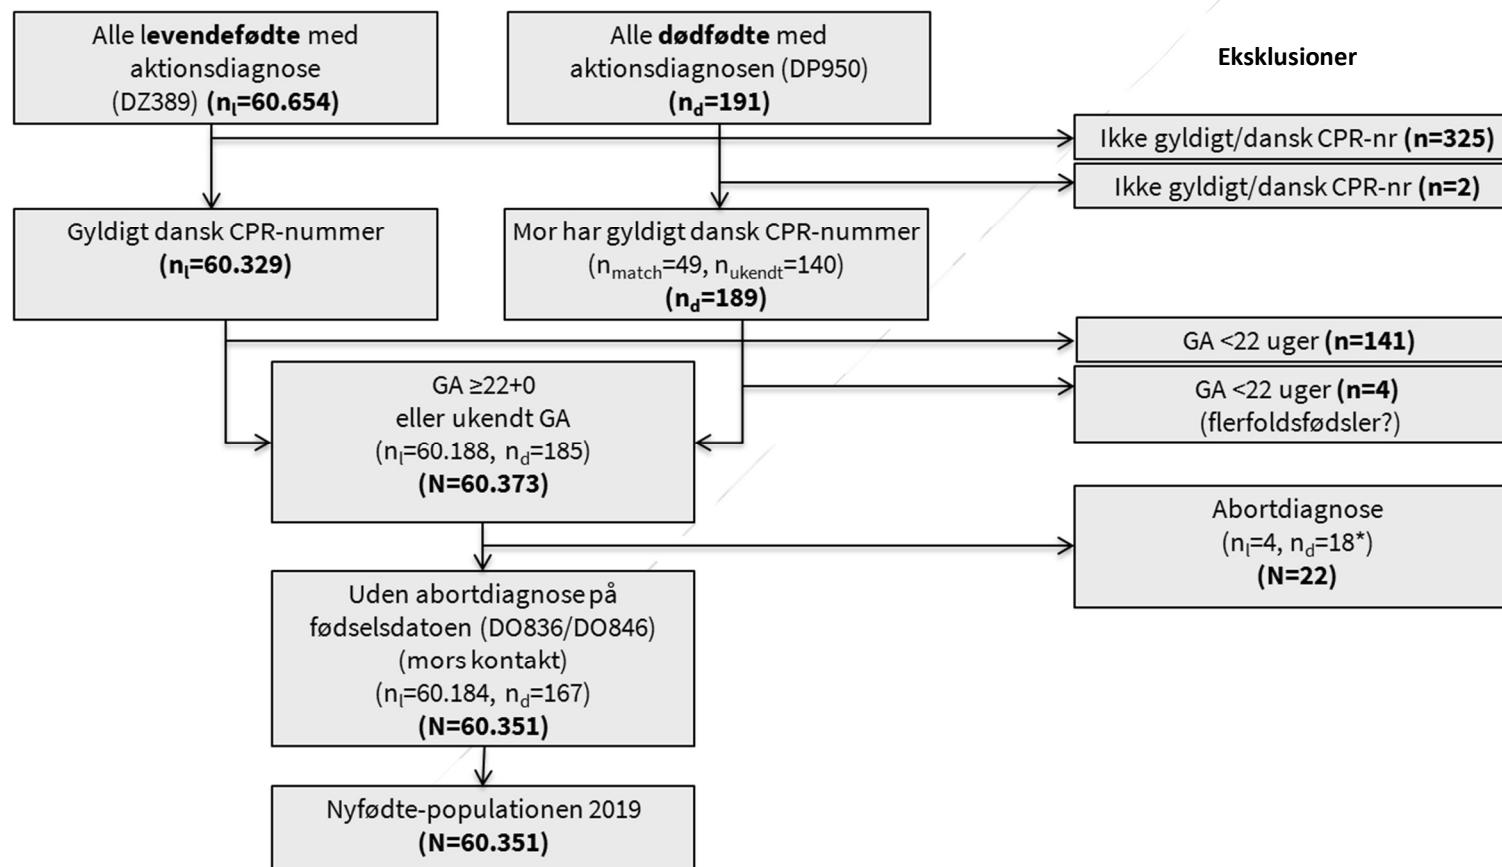 Alle levendefødte med
aktionsdiagnose
(DZ389) (nl=60.654)
Alle dødfødte med
aktionsdiagnosen (DP950)
(nd=191)
Eksklusioner
Ikke gyldigt/dansk CPR-nr (n=325)
Ikke gyldigt/dansk CPR-nr (n=2)
Gyldigt dansk CPR-nummer
(nl=60.329)
Mor har gyldigt dansk CPR-nummer
(nmatch=49, nukendt=140)
(nd=189)
GA <22 uger (n=141)
GA <22 uger (n=4)
(flerfoldsfødsler?)
GA ≥22+0
eller ukendt GA
(nl=60.188, nd=185)
(N=60.373)
Abortdiagnose
(nl=4, nd=18*)
(N=22)
Uden abortdiagnose på
fødselsdatoen (DO836/DO846)
(mors kontakt)
(nl=60.184, nd=167)
(N=60.351)
Nyfødte-populationen 2019
(N=60.351)